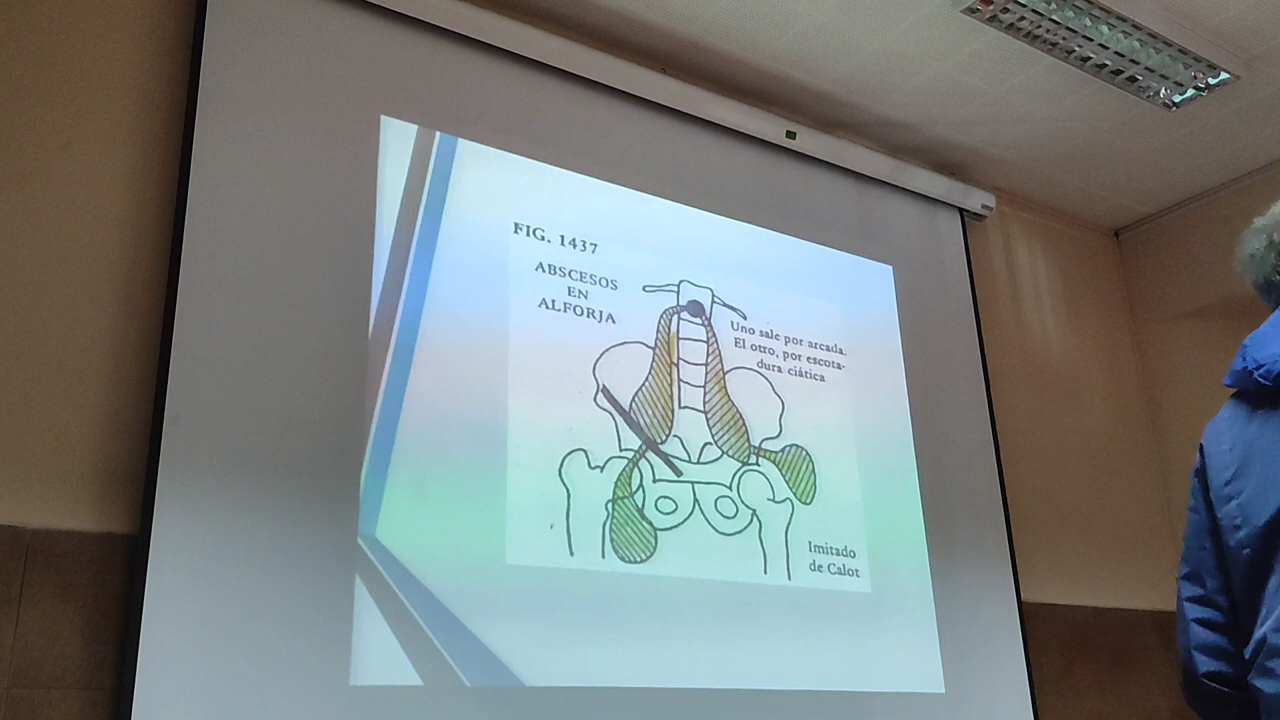 FIG. 1437
ABSCESOS
EN
ALFORJA
Uno sale por arcada.
El otro, por escota-
dura ciática
Imitado
de Calot